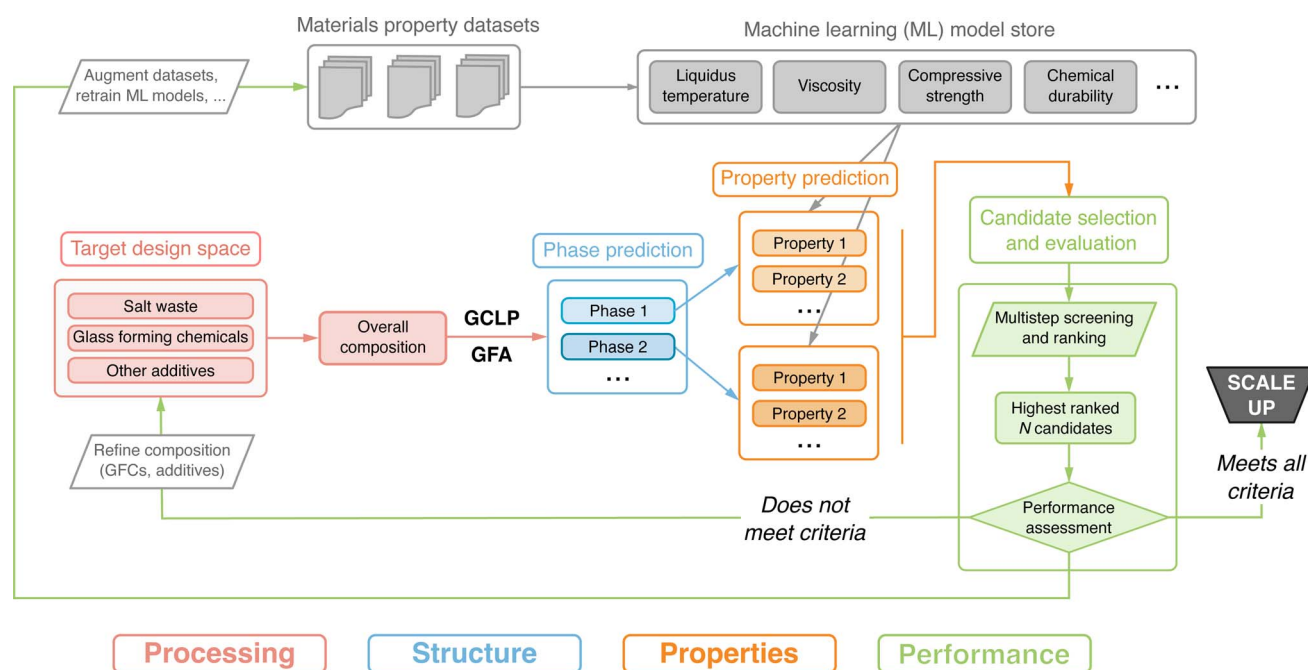 Materials property datasets
Machine learning (ML) model store
Augment datasets,
retrain ML models, ...
Liquidus
temperature
Viscosity
Compressive
strength
Chemical
durability
...
Property prediction
Candidate selection
and evaluation
Target design space
Phase prediction
Property 1
Property 2
...
Salt waste
Glass forming chemicals
Other additives
Overall
composition
GCLP
GFA
Phase 1
Phase 2
...
Property 1
Property 2
...
Multistep screening
and ranking
Highest ranked
N candidates
SCALE
UP
Refine composition
(GFCs, additives)
Does not
meet criteria
Performance
assessment
Meets all
criteria
Processing
Structure
Properties
Performance